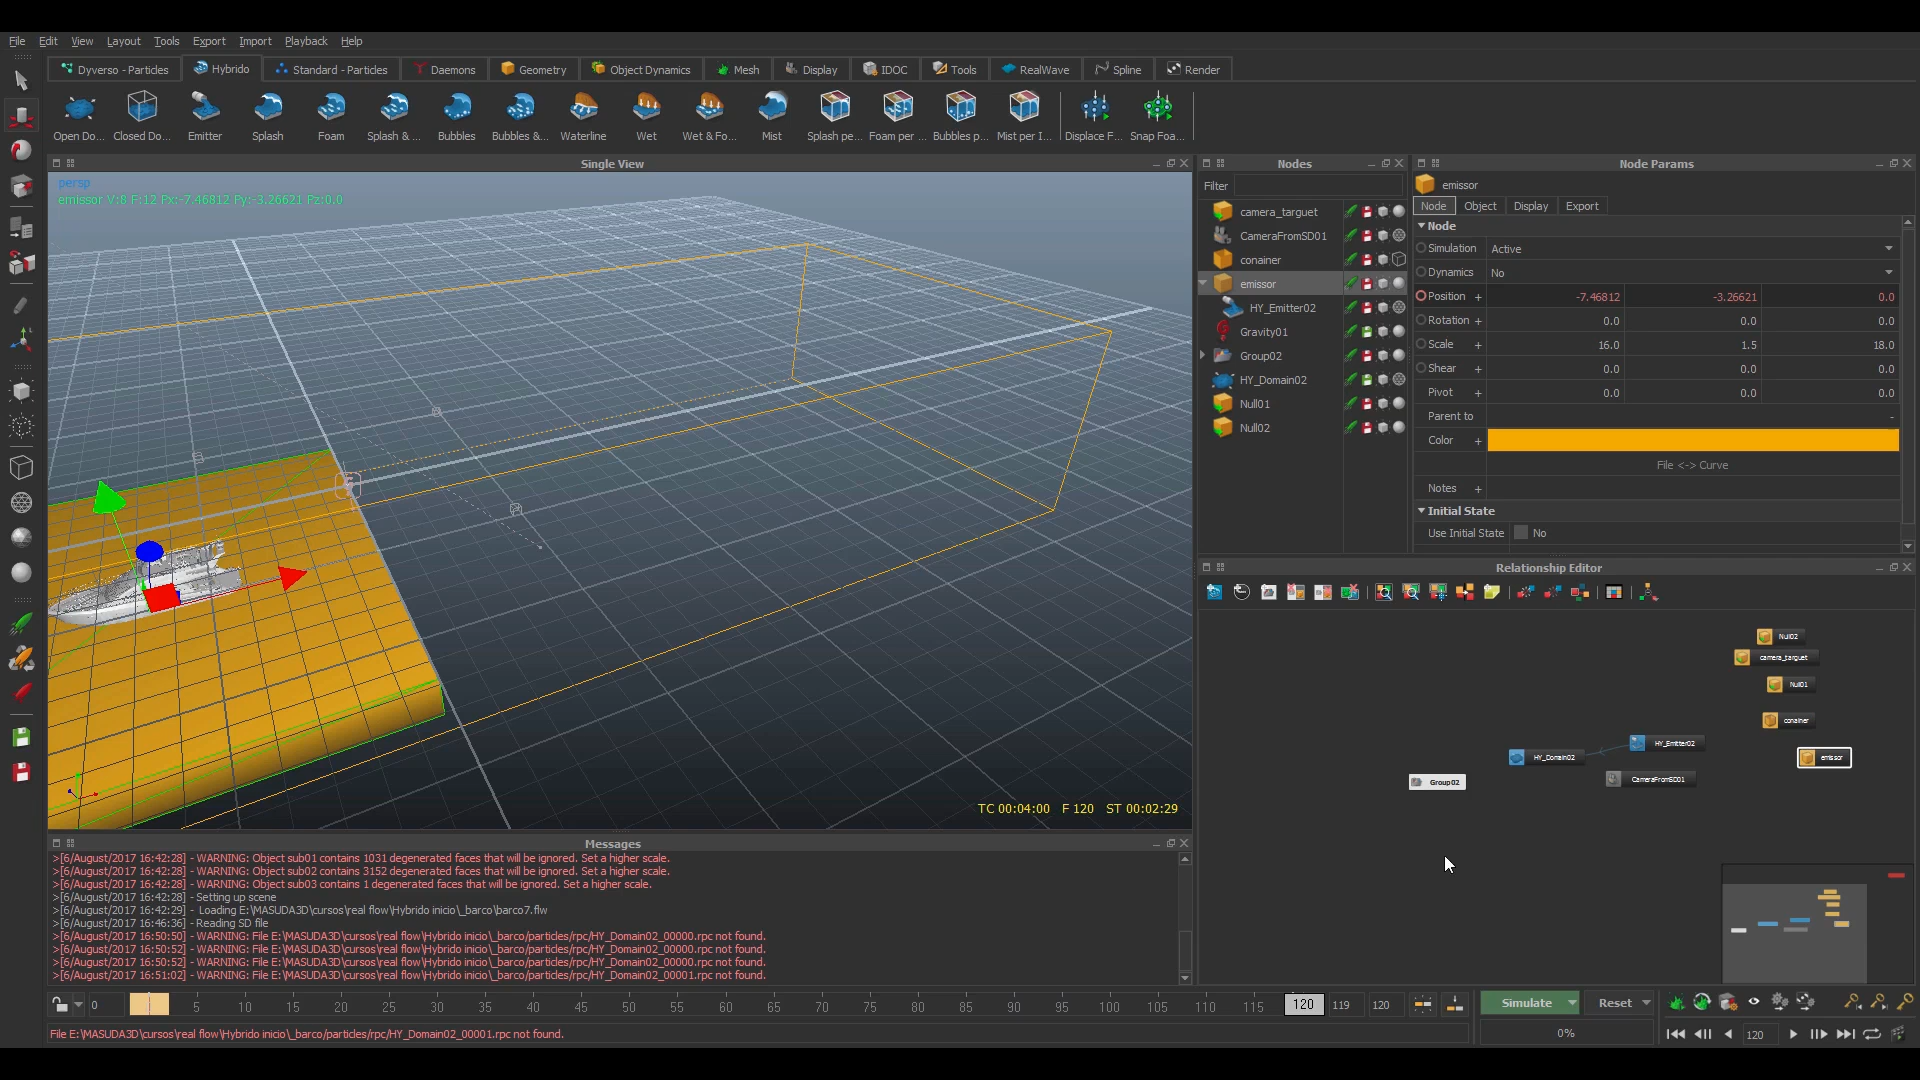 File Edit View Layout Tools Export Import Playback Help
Dyverso - Particles Hybrido Standard - Particles Daemons Geometry Object Dynamics Mesh Display IDOC Tools RealWave Spline Render
Open Do... Closed Do... Emitter Splash Foam Splash & ... Bubbles Bubbles &... Waterline Wet Wet & Fo... Mist Splash pe... Foam per ... Bubbles p... Mist per I... Displace F... Snap Foa...
Single View
persp
emissor V:8 F:12 Px:-7.46812 Py:-3.26621 Pz:0.0
TC 00:04:00 F 120 ST 00:02:29
Nodes
Filter
camera_targuet
CameraFromSD01
conainer
emissor
HY_Emitter02
Gravity01
Group02
HY_Domain02
Null01
Null02
Node Params
emissor
Node Object Display Export
Node
Simulation Active
Dynamics No
Position + -7.46812 -3.26621 0.0
Rotation + 0.0 0.0 0.0
Scale + 16.0 1.5 18.0
Shear + 0.0 0.0 0.0
Pivot + 0.0 0.0 0.0
Parent to -
Color +
File <-> Curve
Notes +
Initial State
Use Initial State No
Relationship Editor
Null02
camera_targuet
Null01
conainer
HY_Emitter02
HY_Domain02
emissor
CameraFromSD01
Group02
Messages
>[6/August/2017 16:42:28] - WARNING: Object sub01 contains 1031 degenerated faces that will be ignored. Set a higher scale.
>[6/August/2017 16:42:28] - WARNING: Object sub02 contains 3152 degenerated faces that will be ignored. Set a higher scale.
>[6/August/2017 16:42:28] - WARNING: Object sub03 contains 1 degenerated faces that will be ignored. Set a higher scale.
>[6/August/2017 16:42:28] - Setting up scene
>[6/August/2017 16:42:29] - Loading E:\MASUDA3D\cursos\real flow\Hybrido inicio\_barco\barco7.flw
>[6/August/2017 16:46:36] - Reading SD file
>[6/August/2017 16:50:50] - WARNING: File E:\MASUDA3D\cursos\real flow\Hybrido inicio\_barco/particles/rpc/HY_Domain02_00000.rpc not found.
>[6/August/2017 16:50:52] - WARNING: File E:\MASUDA3D\cursos\real flow\Hybrido inicio\_barco/particles/rpc/HY_Domain02_00000.rpc not found.
>[6/August/2017 16:50:52] - WARNING: File E:\MASUDA3D\cursos\real flow\Hybrido inicio\_barco/particles/rpc/HY_Domain02_00000.rpc not found.
>[6/August/2017 16:51:02] - WARNING: File E:\MASUDA3D\cursos\real flow\Hybrido inicio\_barco/particles/rpc/HY_Domain02_00001.rpc not found.
0 5 10 15 20 25 30 35 40 45 50 55 60 65 70 75 80 85 90 95 100 105 110 115 120 119 120
Simulate Reset
File E:\MASUDA3D\cursos\real flow\Hybrido inicio\_barco/particles/rpc/HY_Domain02_00001.rpc not found.
0%
120